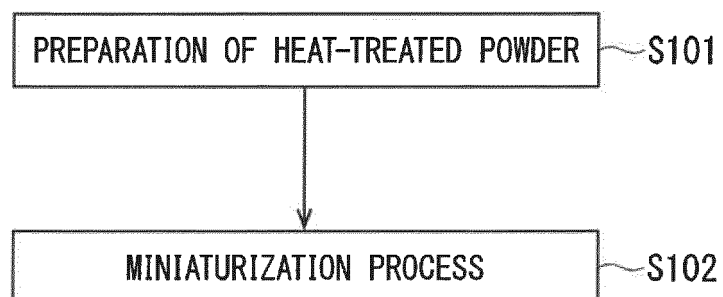 PREPARATION OF HEAT-TREATED POWDER S101
MINIATURIZATION PROCESS S102